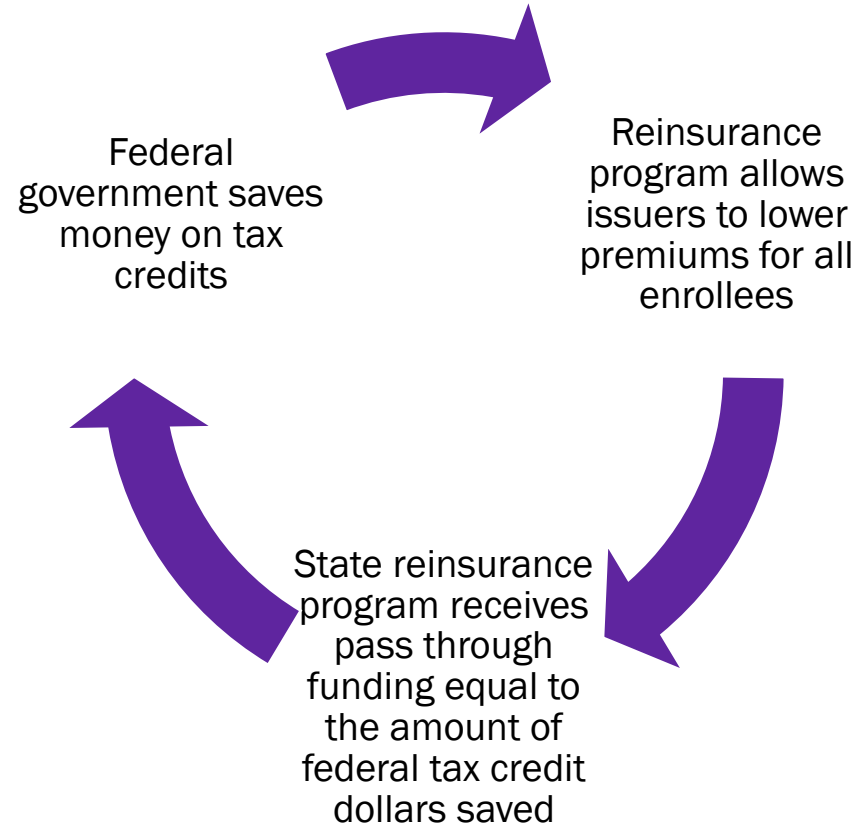 Federal
government saves
money on tax
credits
Reinsurance
program allows
issuers to lower
premiums for all
enrollees
State reinsurance
program receives
pass through
funding equal to
the amount of
federal tax credit
dollars saved